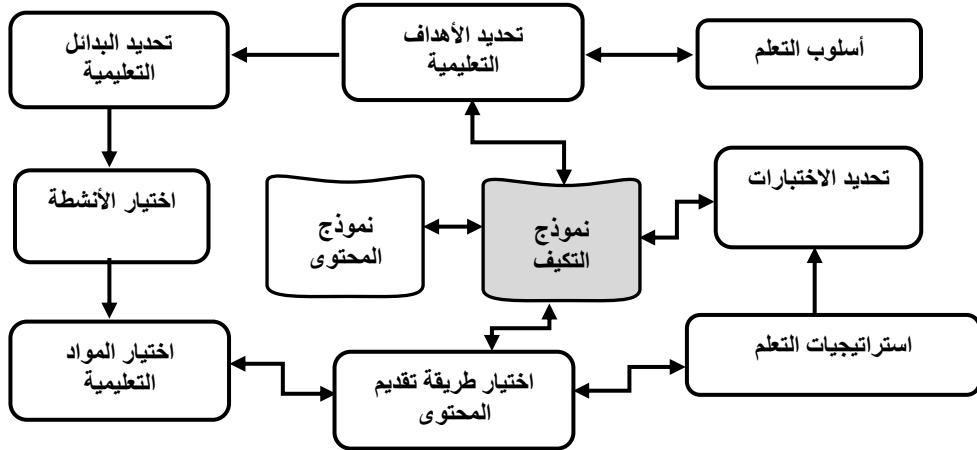 أسلوب التعلم
تحديد الأهداف
التعليمية
تحديد البدائل
التعليمية
تحديد الاختبارات
نموذج
التكيف
نموذج
المحتوى
اختيار الأنشطة
استراتيجيات التعلم
اختيار طريقة تقديم
المحتوى
اختيار المواد
التعليمية